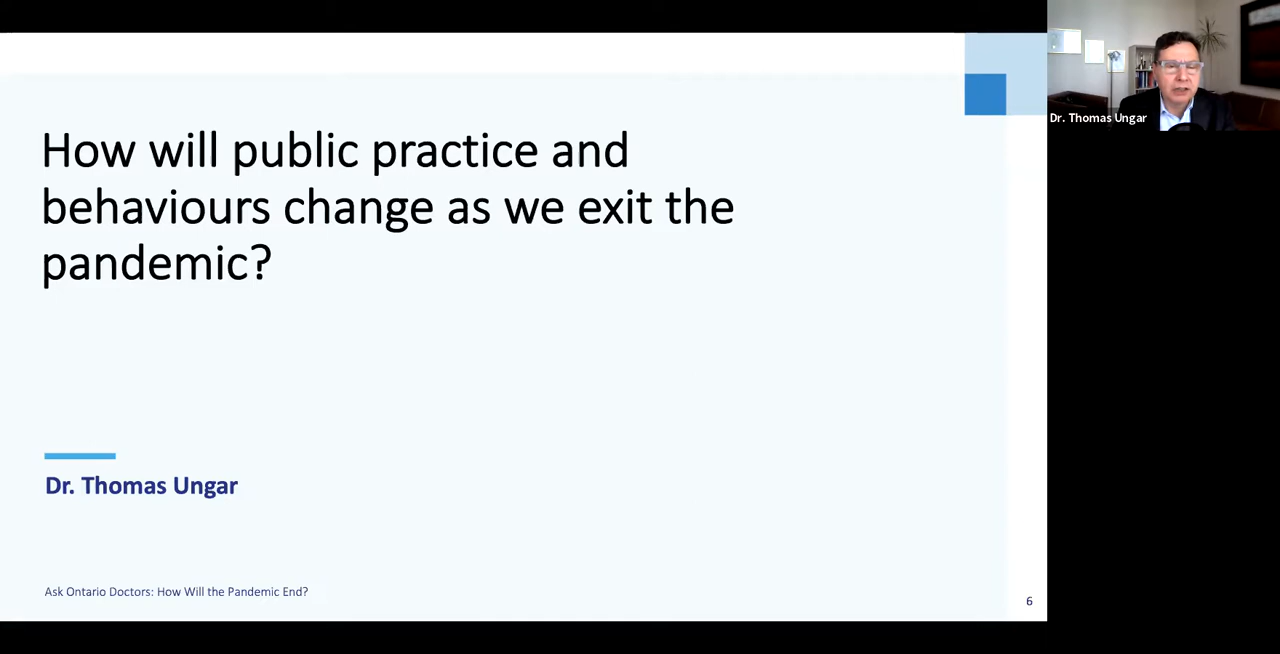 How will public practice and
behaviours change as we exit the
pandemic?
Dr. Thomas Ungar
Ask Ontario Doctors: How Will the Pandemic End?
6
Dr. Thomas Ungar